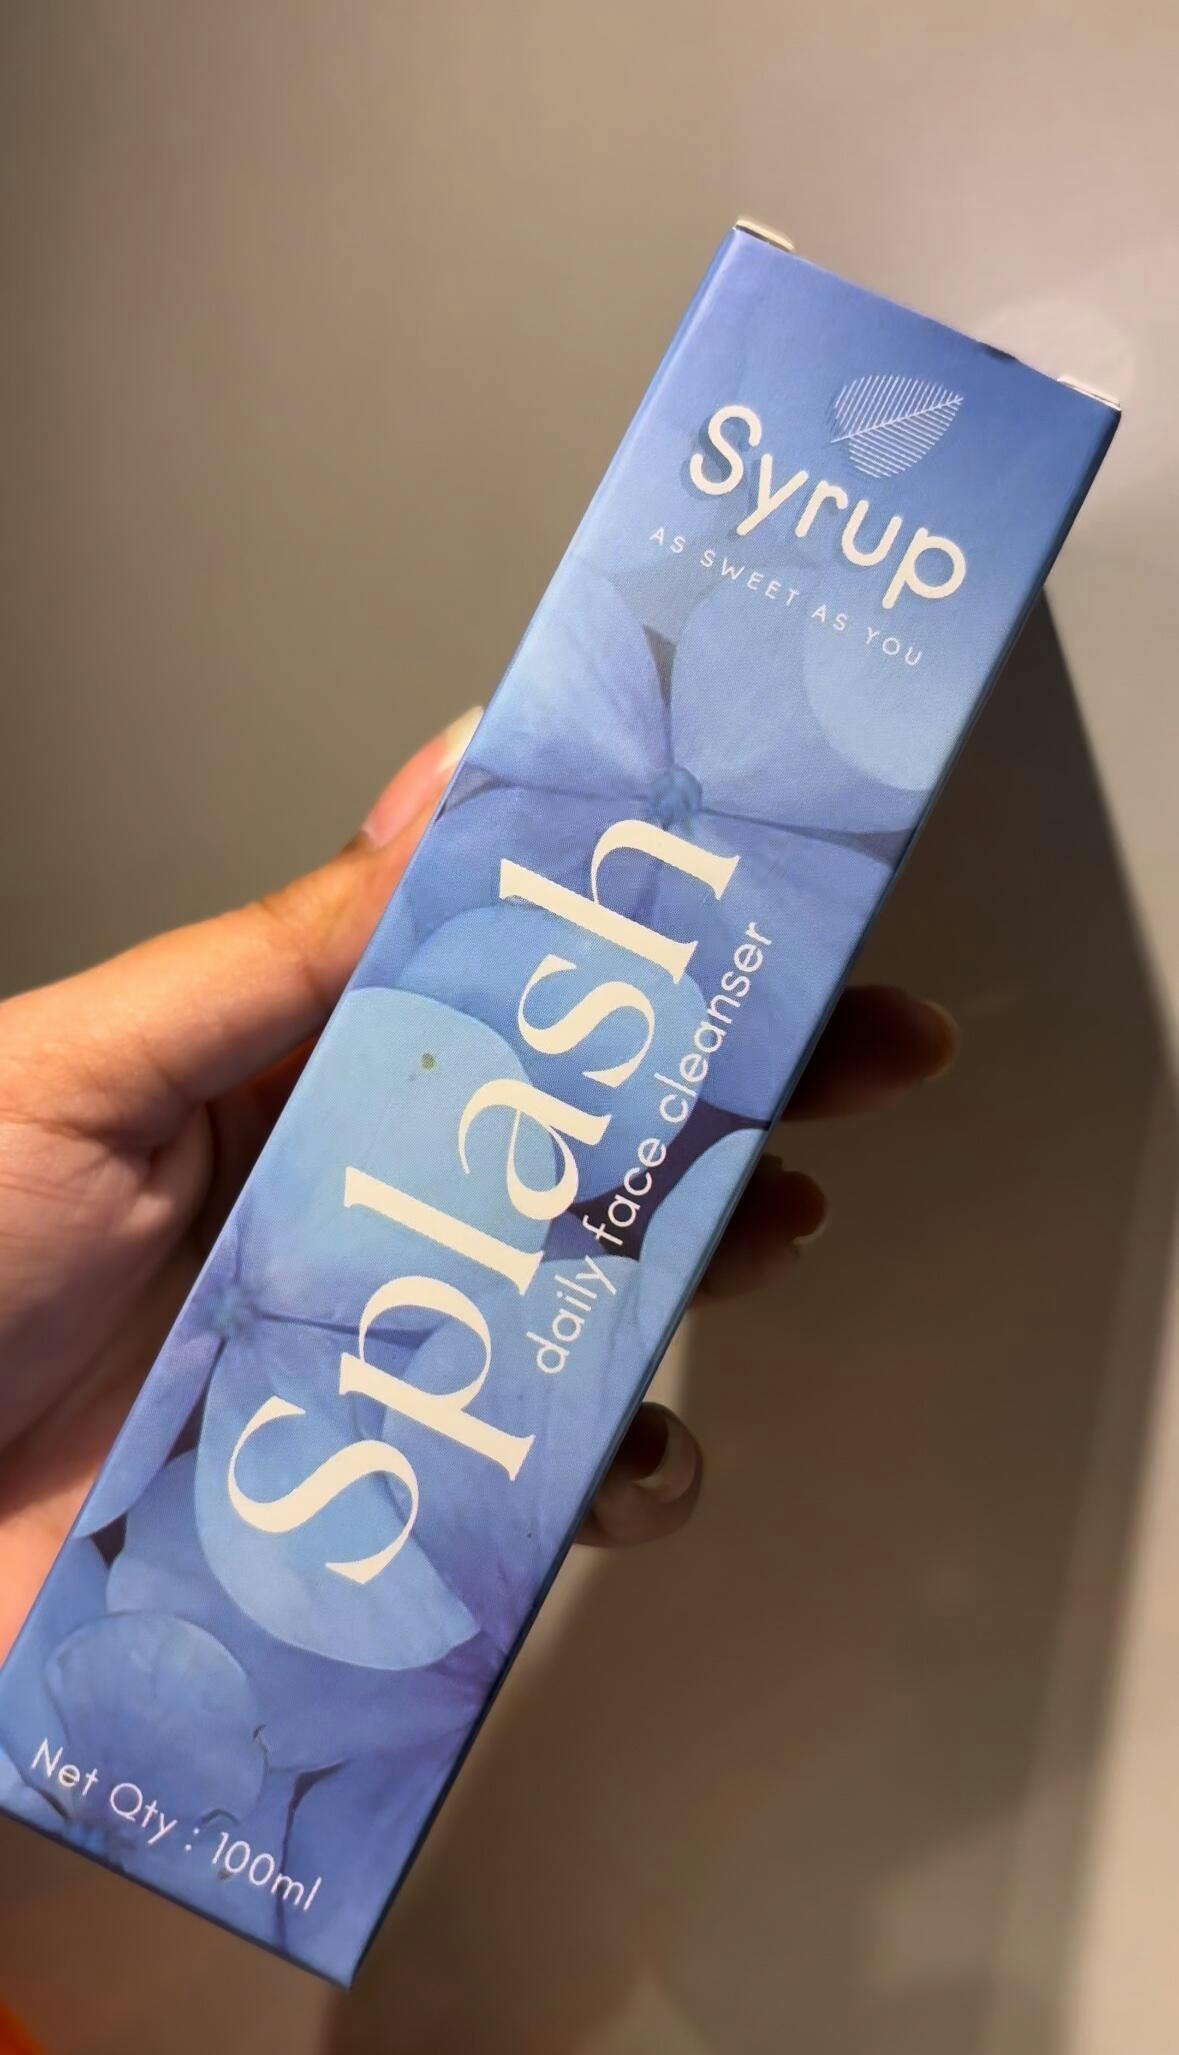 Syrup
AS SWEET AS YOU
Splash
daily face cleanser
Net Qty : 100ml